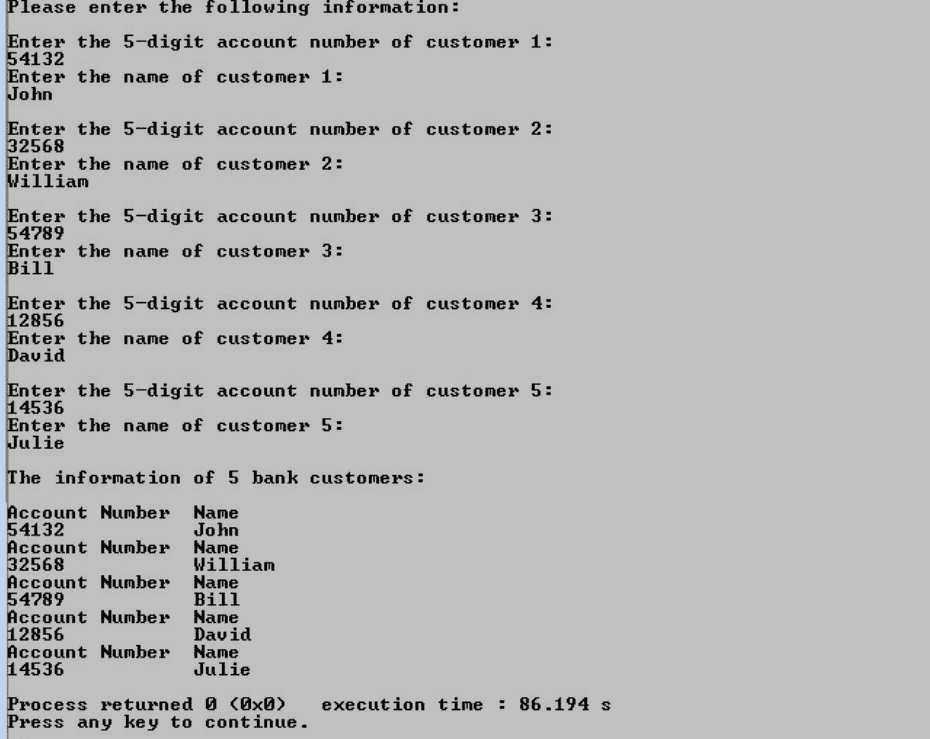 Please enter the following information:
Enter the 5-digit account number of customer 1:
54132
Enter the name of customer 1:
John
Enter the 5-digit account number of customer 2:
32568
Enter the name of customer 2:
William
Enter the 5-digit account number of customer 3:
54789
Enter the name of customer 3:
Bill
Enter the 5-digit account number of customer 4:
12856
Enter the name of customer 4:
David
Enter the 5-digit account number of customer 5:
14536
Enter the name of customer 5:
Julie
The information of 5 bank customers:
Account Number  Name
54132           John
Account Number  Name
32568           William
Account Number  Name
54789           Bill
Account Number  Name
12856           David
Account Number  Name
14536           Julie
Process returned 0 (0x0)   execution time : 86.194 s
Press any key to continue.